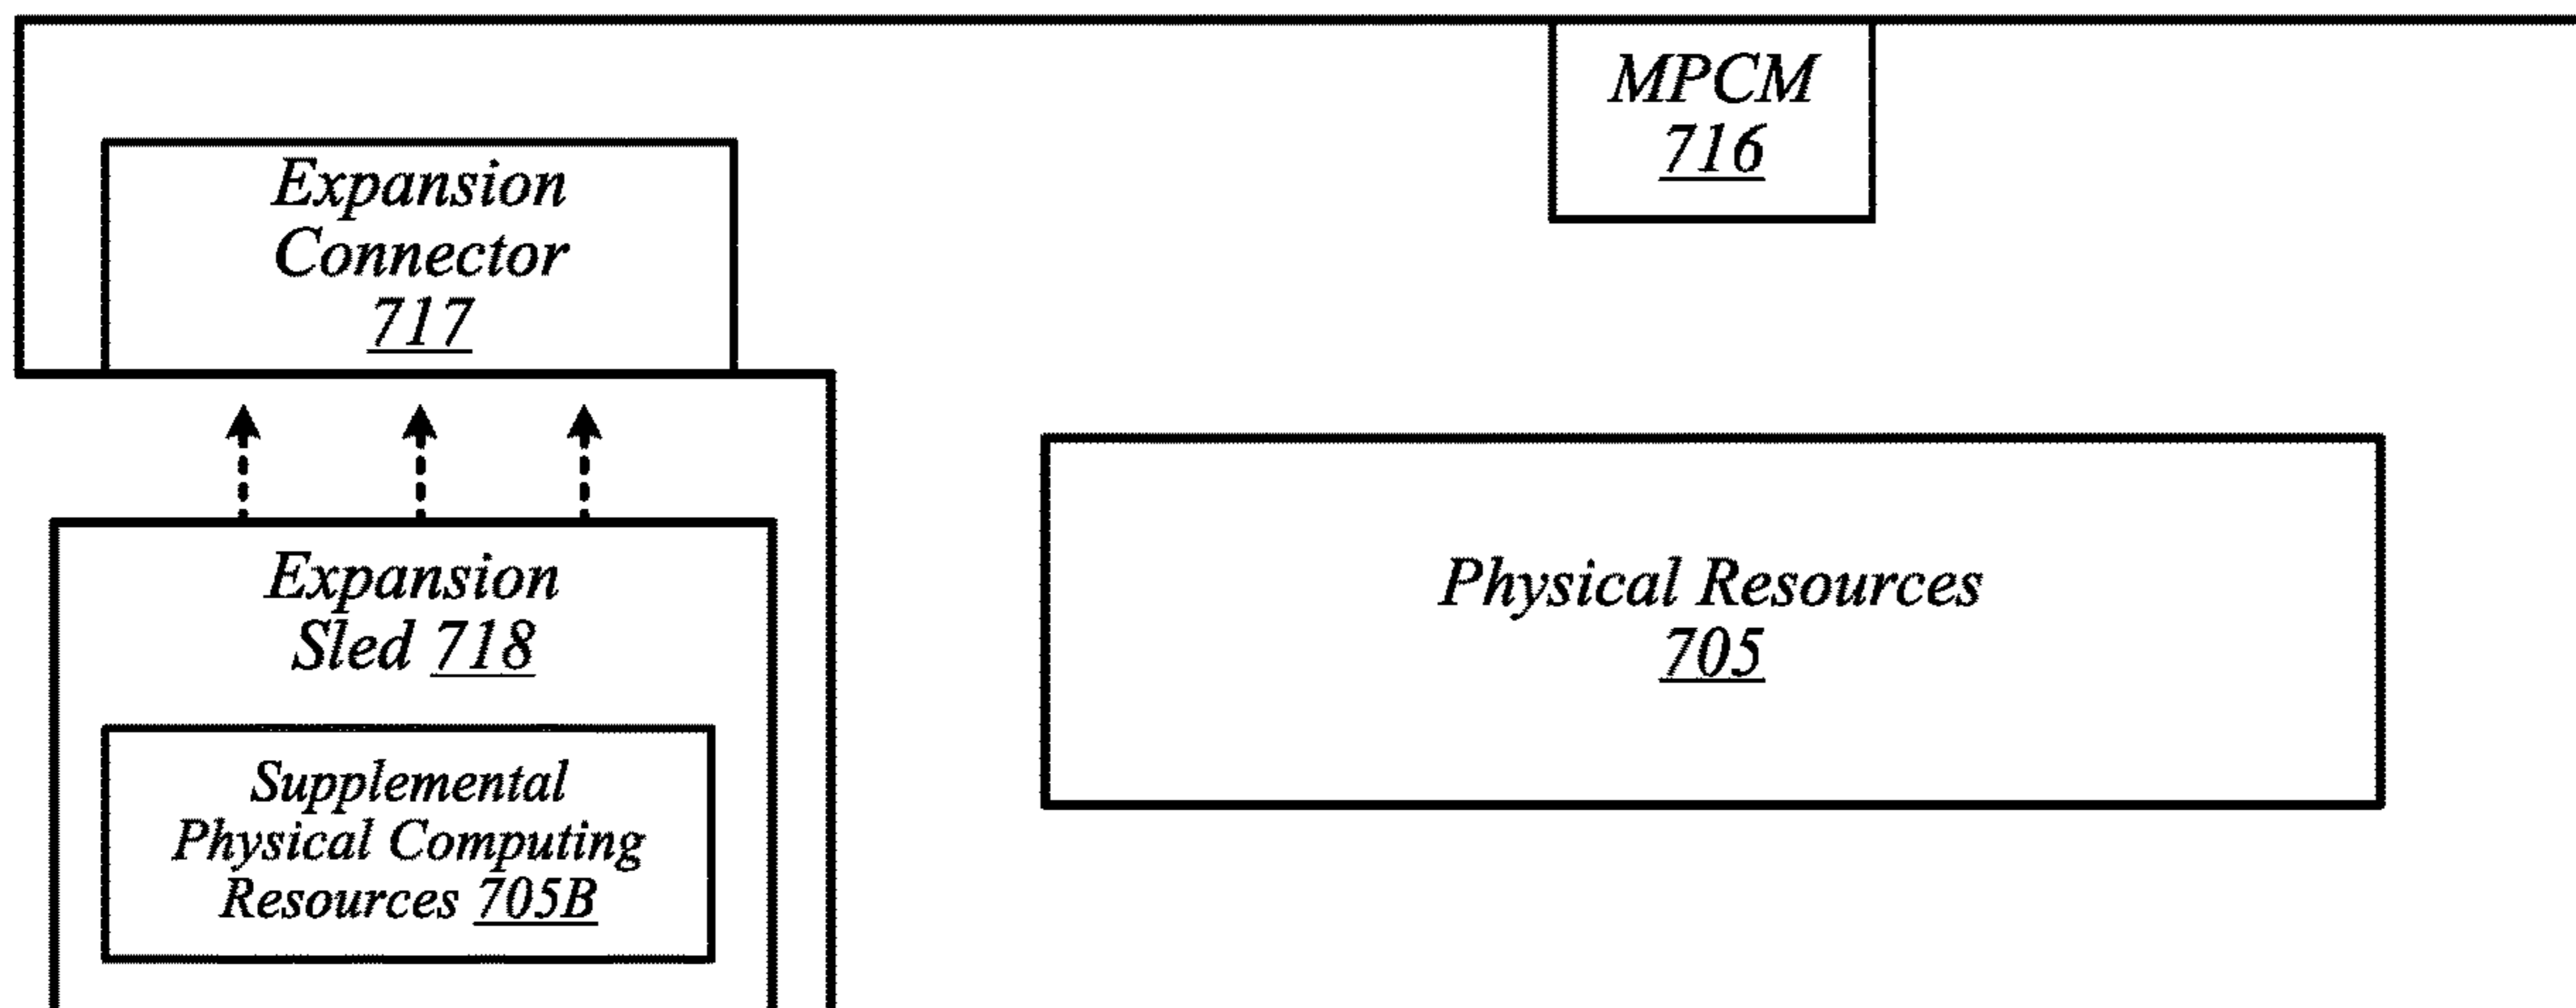 MPCM
716
Expansion
Connector
717
Expansion
Sled 718
Supplemental
Physical Computing
Resources 705B
Physical Resources
705